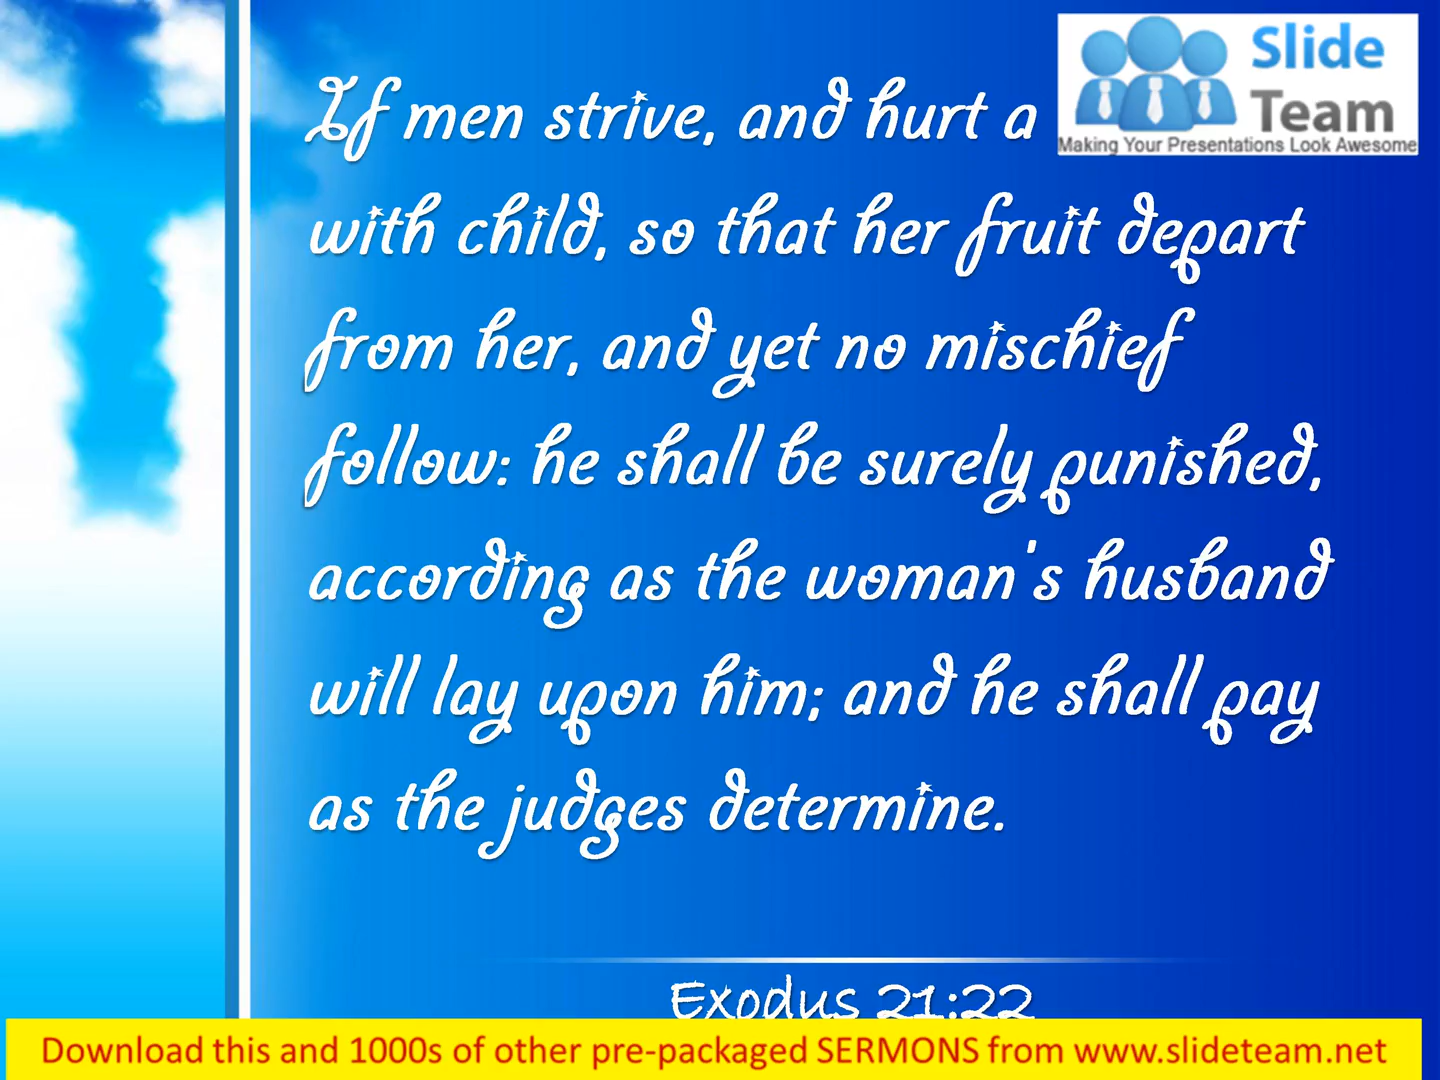 If men strive, and hurt a
with child, so that her fruit depart
from her, and yet no mischief
follow: he shall be surely punished,
according as the woman's husband
will lay upon him; and he shall pay
as the judges determine.
Exodus 21:22
Slide
Team
Making Your Presentations Look Awesome
Download this and 1000s of other pre-packaged SERMONS from www.slideteam.net